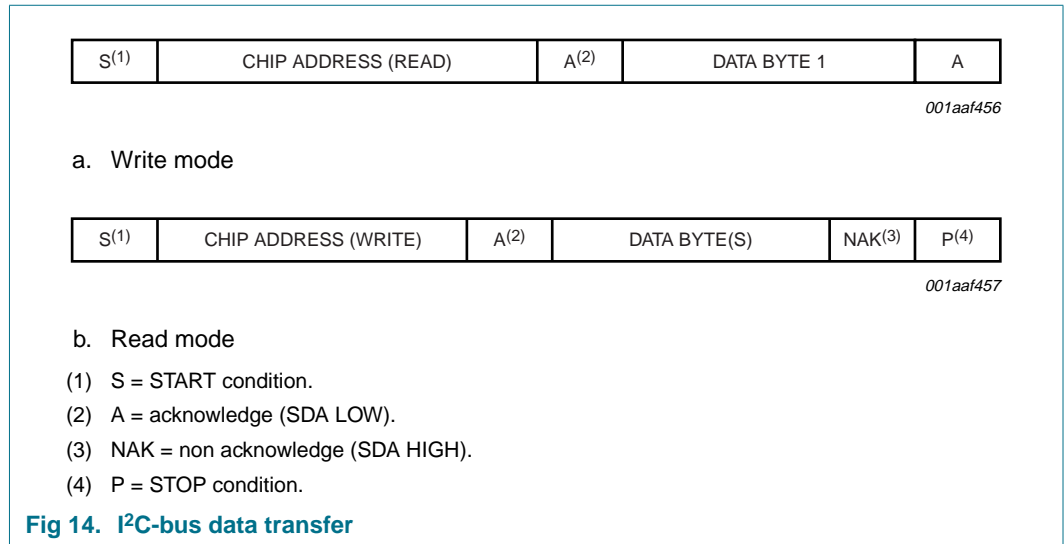 S(1) CHIP ADDRESS (READ) A(2) DATA BYTE 1 A
001aaf456
a. Write mode
S(1) CHIP ADDRESS (WRITE) A(2) DATA BYTE(S) NAK(3) P(4)
001aaf457
b. Read mode
(1) S = START condition.
(2) A = acknowledge (SDA LOW).
(3) NAK = non acknowledge (SDA HIGH).
(4) P = STOP condition.
Fig 14. I2C-bus data transfer